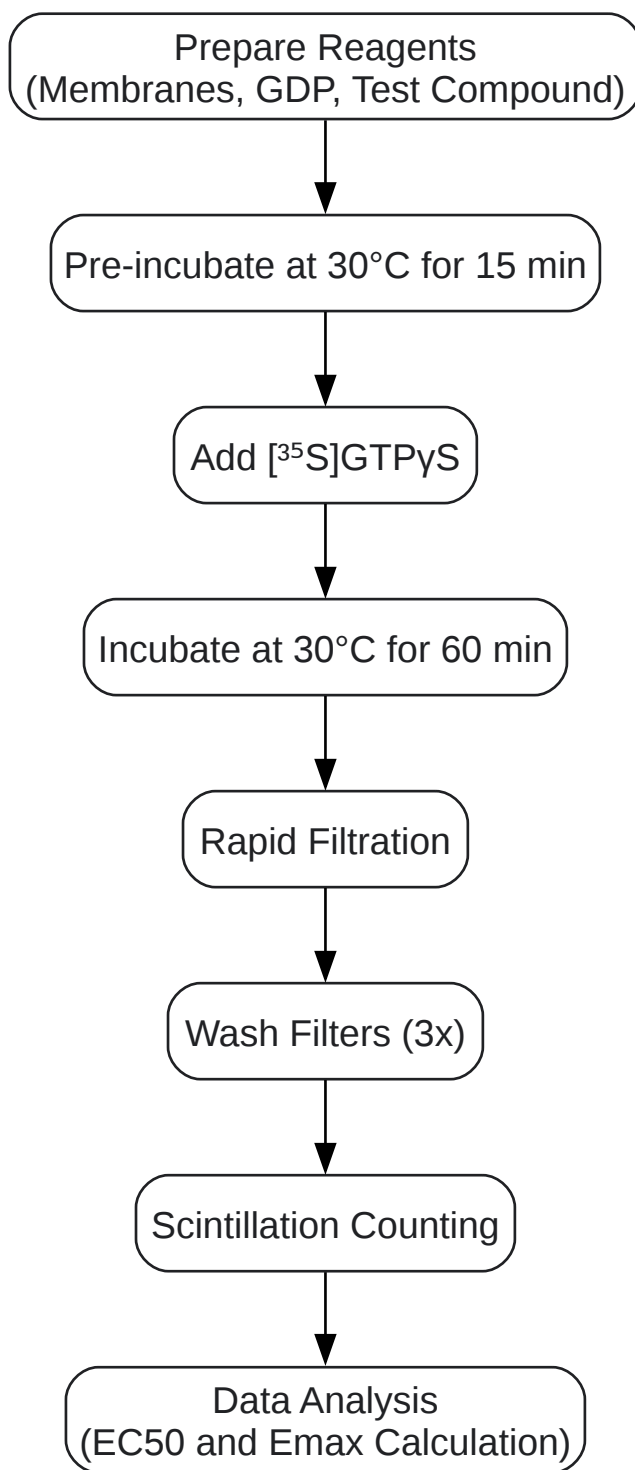 Prepare Reagents
(Membranes, GDP, Test Compound)
Pre-incubate at 30°C for 15 min
Add [³⁵S]GTPγS
Incubate at 30°C for 60 min
Rapid Filtration
Wash Filters (3x)
Scintillation Counting
Data Analysis
(EC50 and Emax Calculation)